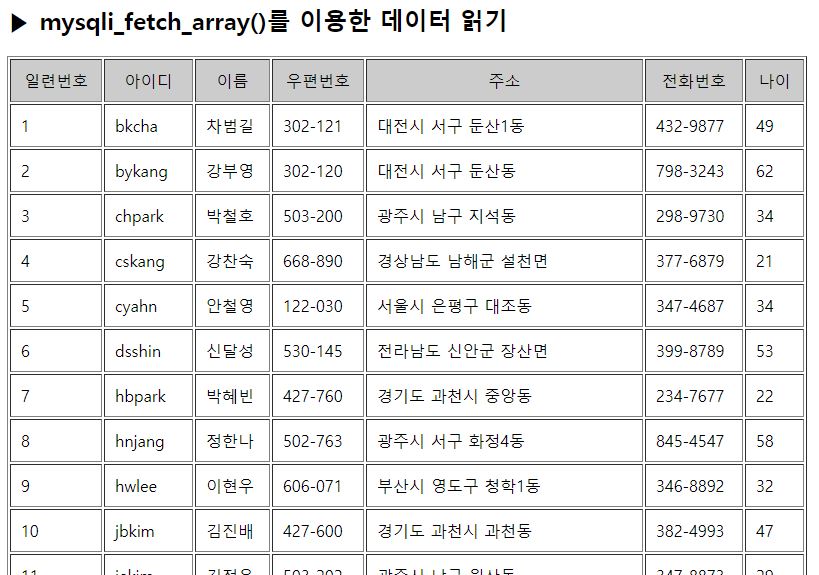 ▶ mysqli_fetch_array()를 이용한 데이터 읽기
일련번호 아이디 이름 우편번호 주소 전화번호 나이
1 bkcha 차범길 302-121 대전시 서구 둔산1동 432-9877 49
2 bykang 강부영 302-120 대전시 서구 둔산동 798-3243 62
3 chpark 박철호 503-200 광주시 남구 지석동 298-9730 34
4 cskang 강찬숙 668-890 경상남도 남해군 설천면 377-6879 21
5 cyahn 안철영 122-030 서울시 은평구 대조동 347-4687 34
6 dsshin 신달성 530-145 전라남도 신안군 장산면 399-8789 53
7 hbpark 박혜빈 427-760 경기도 과천시 중앙동 234-7677 22
8 hnjang 정한나 502-763 광주시 서구 화정4동 845-4547 58
9 hwlee 이현우 606-071 부산시 영도구 청학1동 346-8892 32
10 jbkim 김진배 427-600 경기도 과천시 과천동 382-4993 47
11 광주시 남구